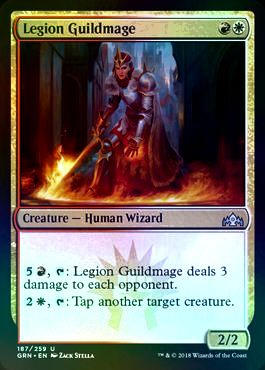 Legion Guildmage
Creature — Human Wizard
5, : Legion Guildmage deals 3
damage to each opponent.
2, : Tap another target creature.
2/2
187/259 U
GRN • EN ZACK STELLA
™ & © 2018 Wizards of the Coast